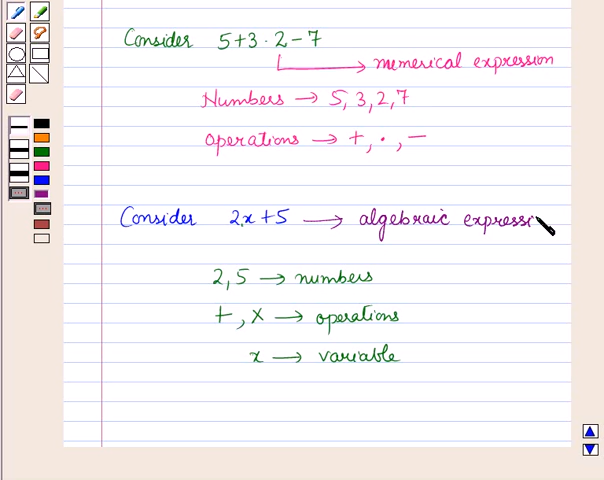 Consider 5+3·2-7
numerical expression
Numbers → 5, 3, 2, 7
Operations → +, ·, -
Consider 2x+5 → algebraic expressi
2, 5 → numbers
+, × → operations
x → variable